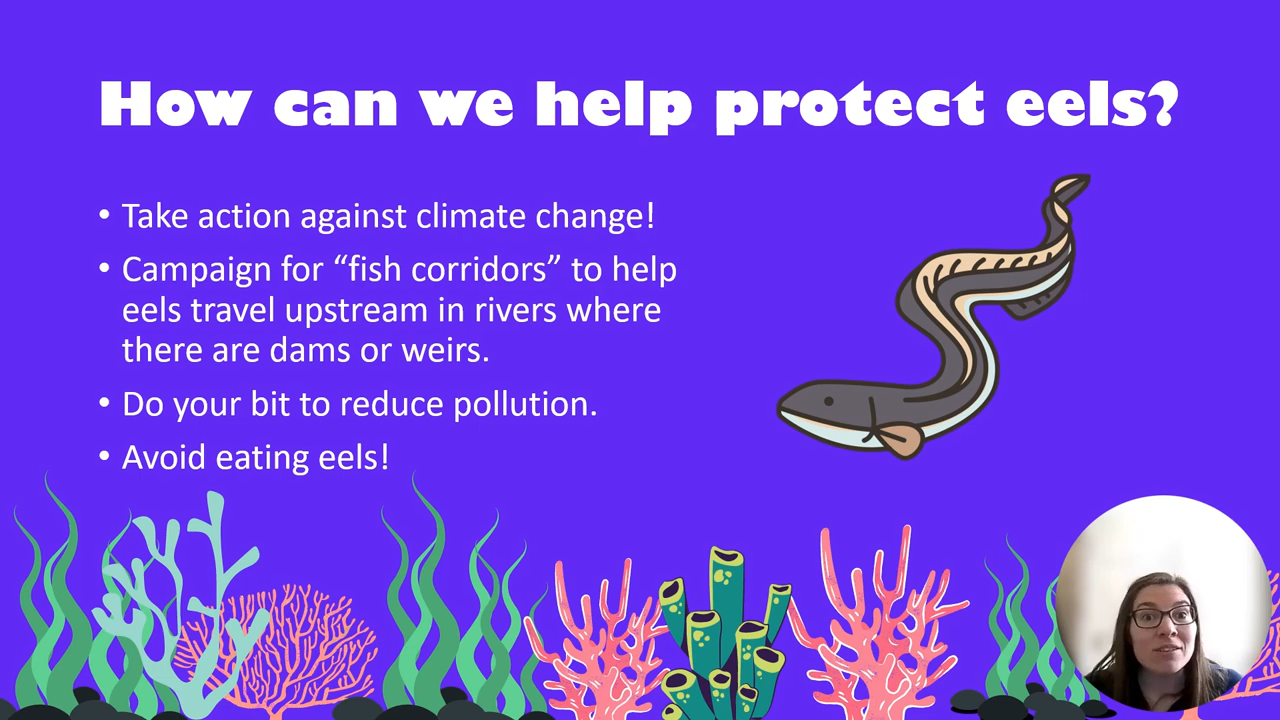 How can we help protect eels?
• Take action against climate change!
• Campaign for “fish corridors” to help
eels travel upstream in rivers where
there are dams or weirs.
• Do your bit to reduce pollution.
• Avoid eating eels!